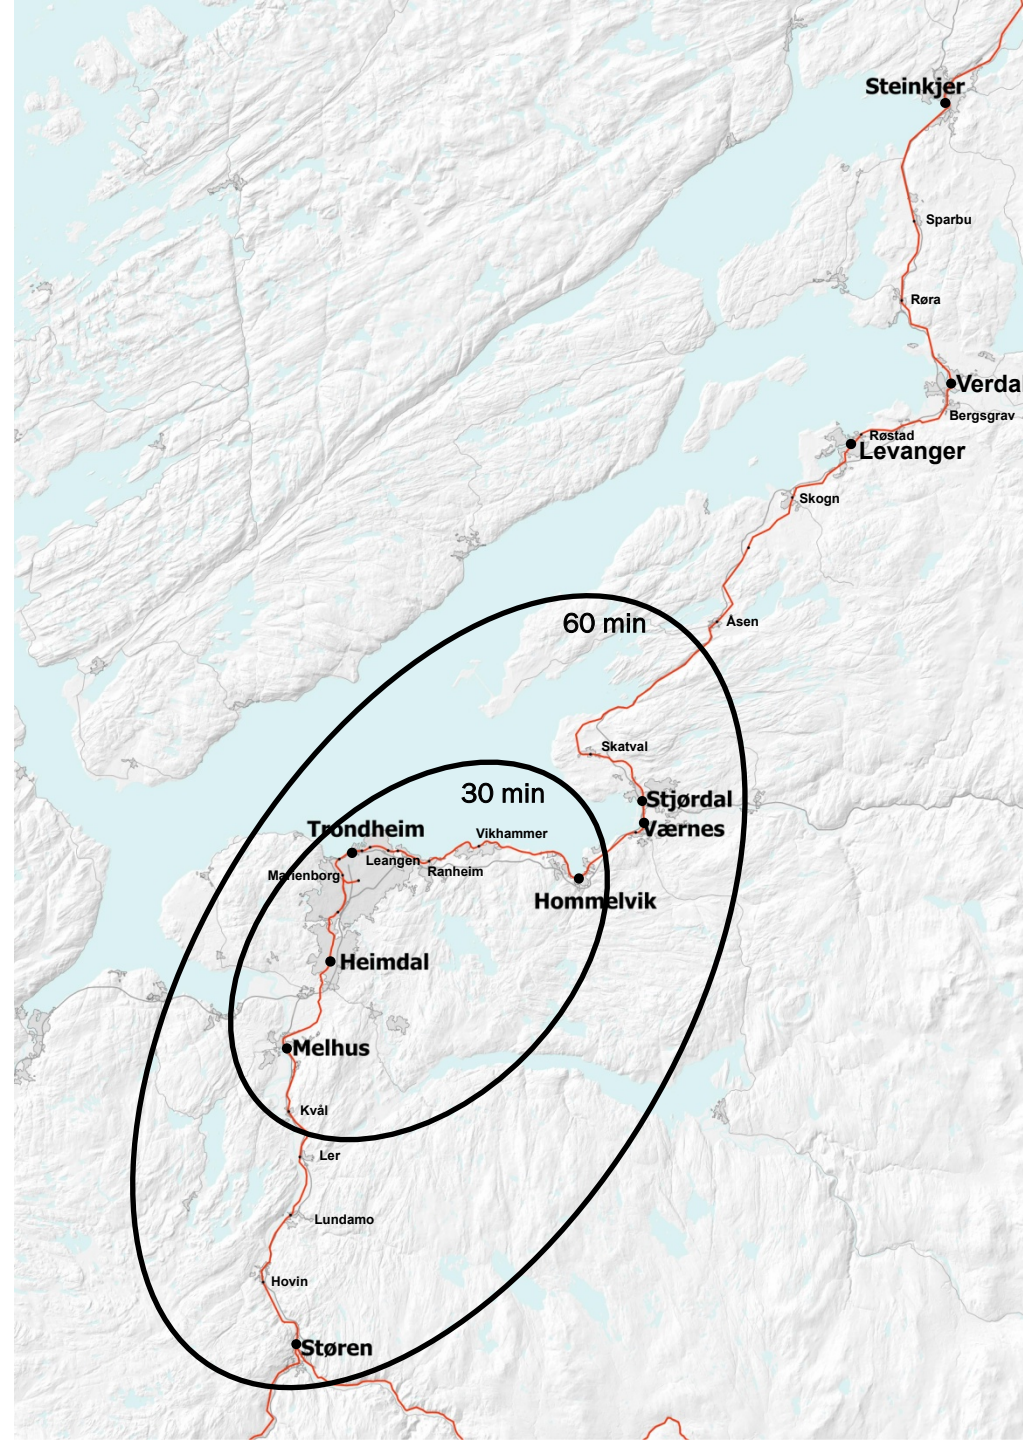 Steinkjer
Sparbu
Røra
Verda
Bergsgrav
Røstad
Levanger
Skogn
Åsen
60 min
Skatval
30 min
Stjørdal
Værnes
Trondheim
Vikhammer
Leangen
Ranheim
Marienborg
Hommelvik
Heimdal
Melhus
Kvål
Ler
Lundamo
Hovin
Støren